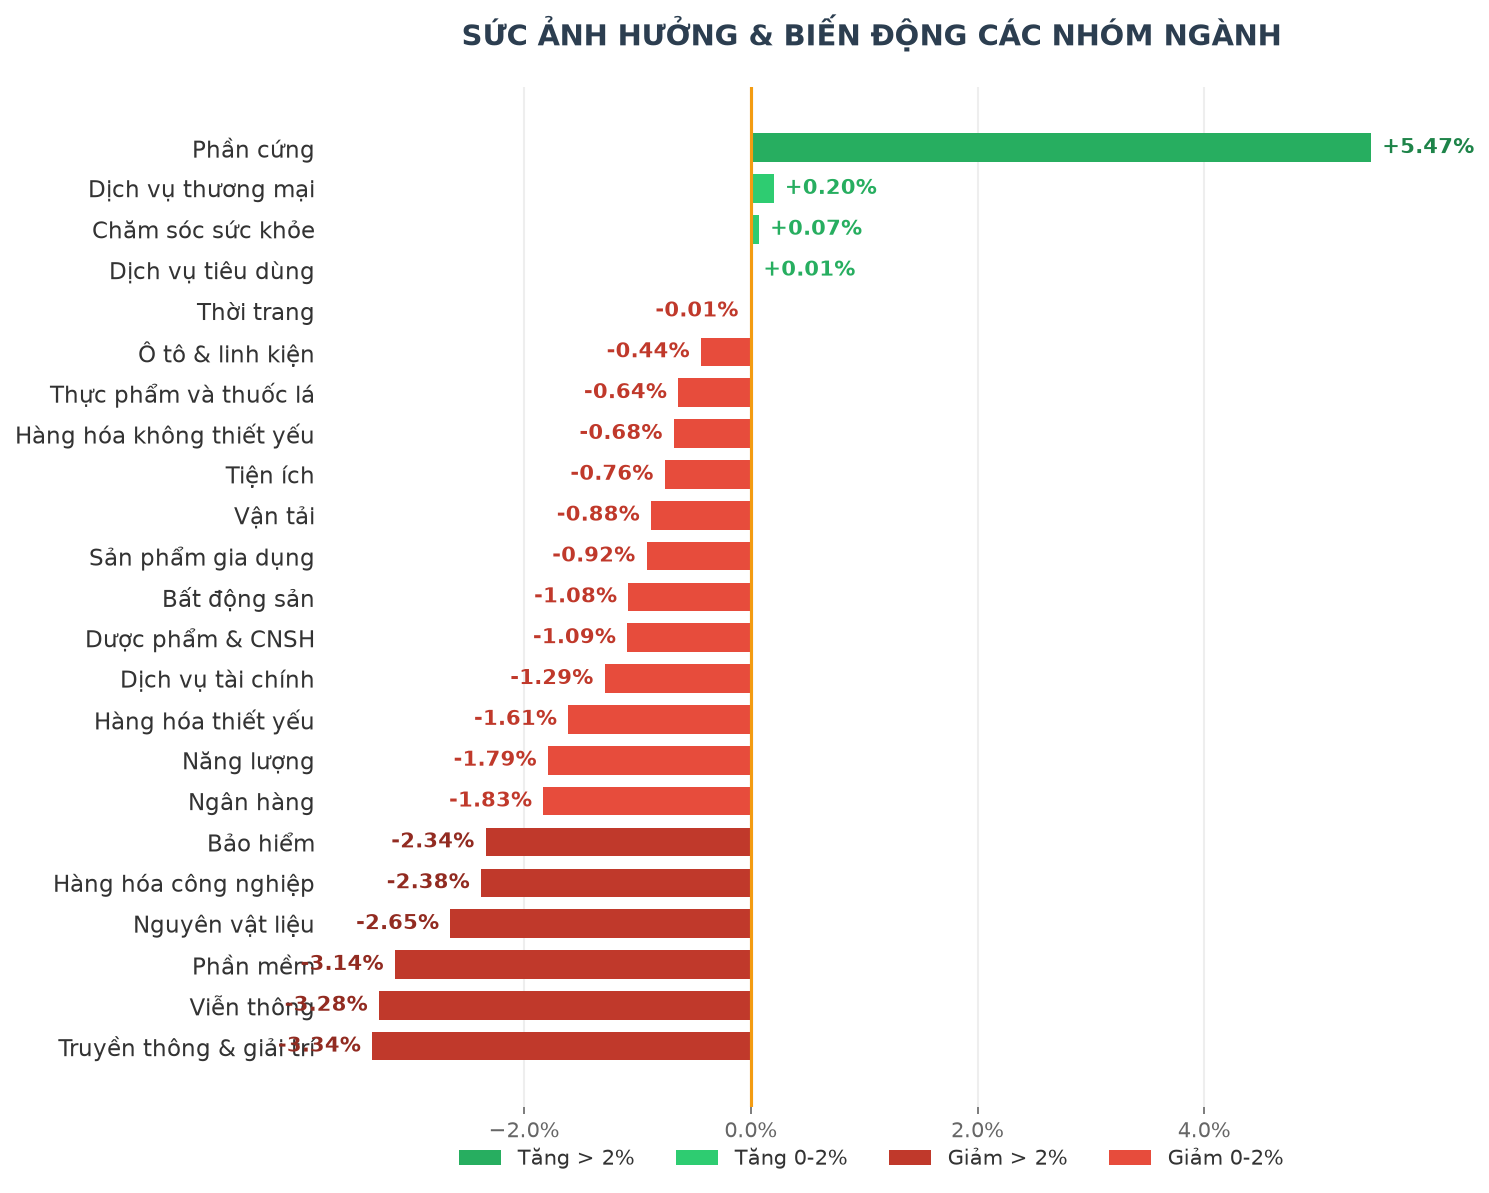 SỨC ẢNH HƯỞNG & BIẾN ĐỘNG CÁC NHÓM NGÀNH
Phần cứng +5.47%
Dịch vụ thương mại +0.20%
Chăm sóc sức khỏe +0.07%
Dịch vụ tiêu dùng +0.01%
Thời trang -0.01%
Ô tô & linh kiện -0.44%
Thực phẩm và thuốc lá -0.64%
Hàng hóa không thiết yếu -0.68%
Tiện ích -0.76%
Vận tải -0.88%
Sản phẩm gia dụng -0.92%
Bất động sản -1.08%
Dược phẩm & CNSH -1.09%
Dịch vụ tài chính -1.29%
Hàng hóa thiết yếu -1.61%
Năng lượng -1.79%
Ngân hàng -1.83%
Bảo hiểm -2.34%
Hàng hóa công nghiệp -2.38%
Nguyên vật liệu -2.65%
Phần mềm -3.14%
Viễn thông -3.28%
Truyền thông & giải trí -3.34%
−2.0% 0.0% 2.0% 4.0%
Tăng > 2% Tăng 0-2% Giảm > 2% Giảm 0-2%